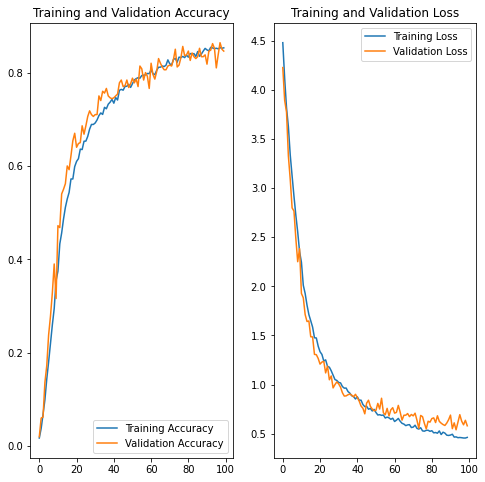 Training and Validation Accuracy
0.8
0.6
0.4
0.2
0.0
0 20 40 60 80 100
Training Accuracy
Validation Accuracy
Training and Validation Loss
4.5
4.0
3.5
3.0
2.5
2.0
1.5
1.0
0.5
0 20 40 60 80 100
Training Loss
Validation Loss